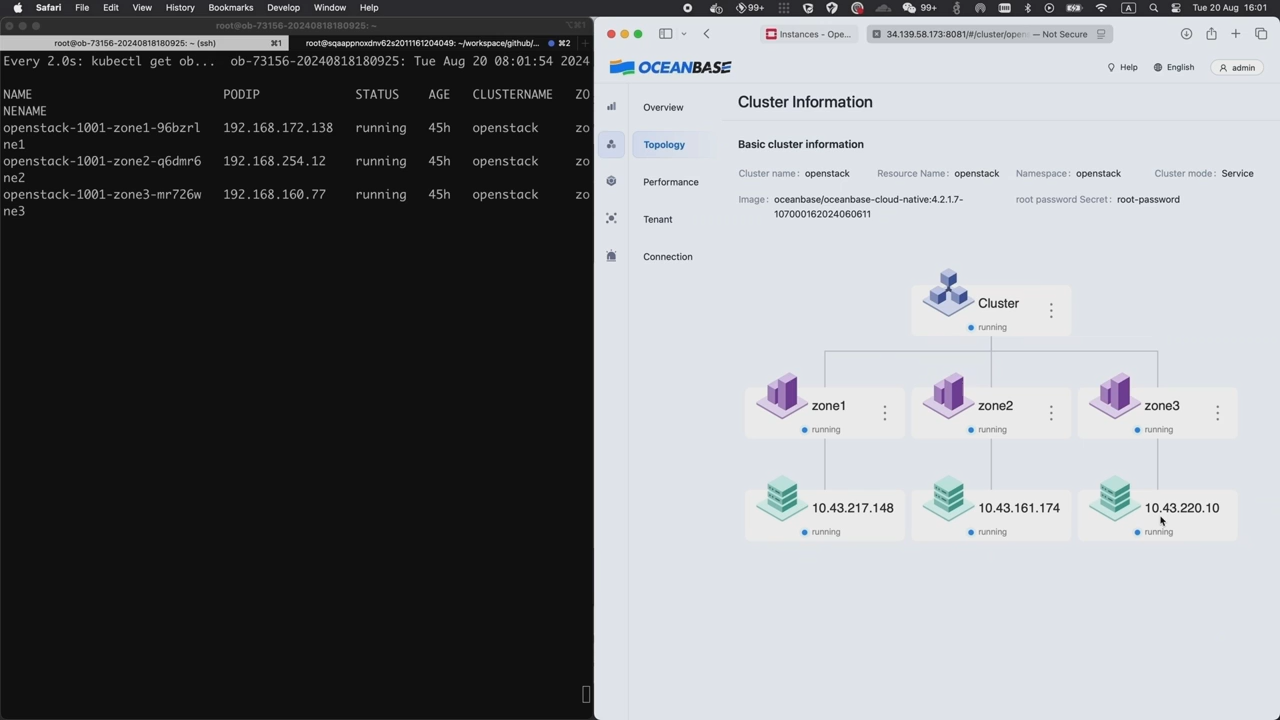 Safari File Edit View History Bookmarks Develop Window Help
99+ A Tue 20 Aug 16:01
root@ob-73156-20240818180925: ~
⌥⌘1
root@ob-73156-20240818180925: ~ (ssh) ⌘1
root@sqaappnoxdnv62s2011161204049: ~/workspace/github/... ⌘2
Every 2.0s: kubectl get ob... ob-73156-20240818180925: Tue Aug 20 08:01:54 2024
NAME PODIP STATUS AGE CLUSTERNAME ZO
NENAME
openstack-1001-zone1-96bzrl 192.168.172.138 running 45h openstack zo
ne1
openstack-1001-zone2-q6dmr6 192.168.254.12 running 45h openstack zo
ne2
openstack-1001-zone3-mr7Z6w 192.168.160.77 running 45h openstack zo
ne3
Instances - Ope...
34.139.58.173:8081/#/cluster/open — Not Secure
OCEANBASE
Help English admin
Overview
Topology
Performance
Tenant
Connection
Cluster Information
Basic cluster information
Cluster name : openstack Resource Name : openstack Namespace : openstack Cluster mode : Service
Image : oceanbase/oceanbase-cloud-native:4.2.1.7-
107000162024060611
root password Secret : root-password
Cluster
running
zone1 zone2 zone3
running running running
10.43.217.148 10.43.161.174 10.43.220.10
running running running